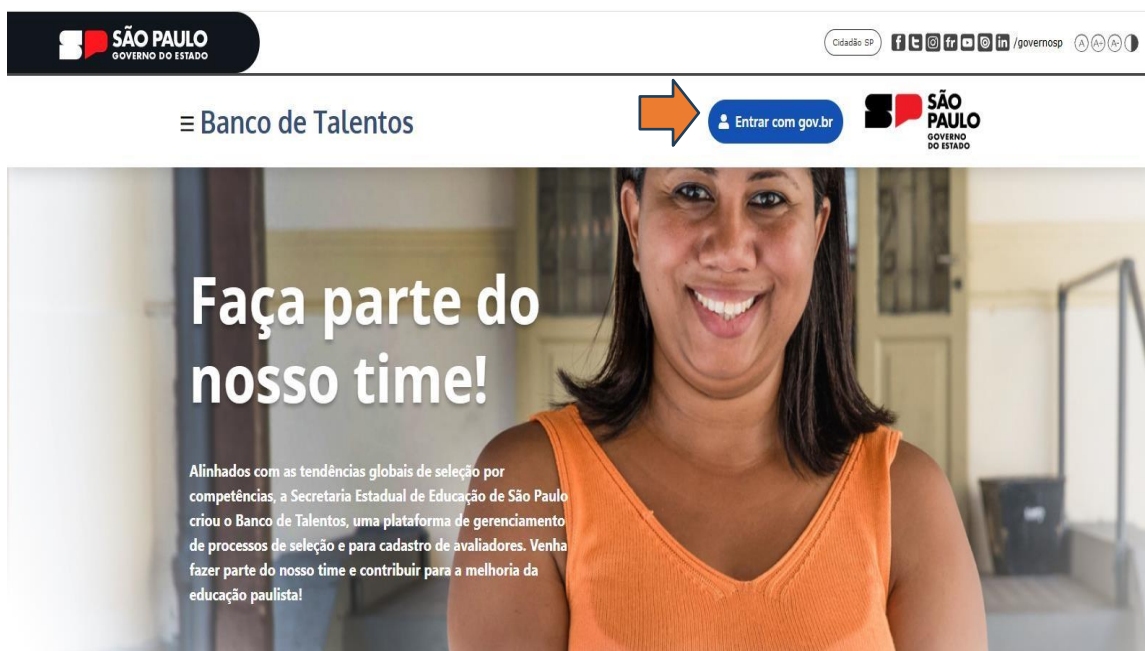 SÃO PAULO
GOVERNO DO ESTADO
Cidadão SP
/governosp
A A+ A-
Banco de Talentos
Entrar com gov.br
SÃO
PAULO
GOVERNO
DO ESTADO
Faça parte do
nosso time!
Alinhados com as tendências globais de seleção por
competências, a Secretaria Estadual de Educação de São Paulo
criou o Banco de Talentos, uma plataforma de gerenciamento
de processos de seleção e para cadastro de avaliadores. Venha
fazer parte do nosso time e contribuir para a melhoria da
educação paulista!